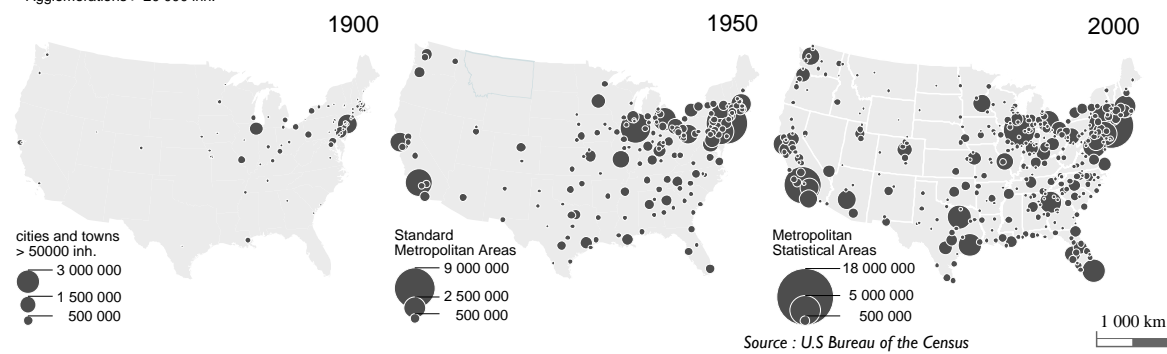 1900
1950
2000
cities and towns
> 50000 inh.
3 000 000
1 500 000
500 000
Standard
Metropolitan Areas
9 000 000
2 500 000
500 000
Metropolitan
Statistical Areas
18 000 000
5 000 000
500 000
Source : U.S Bureau of the Census
1 000 km